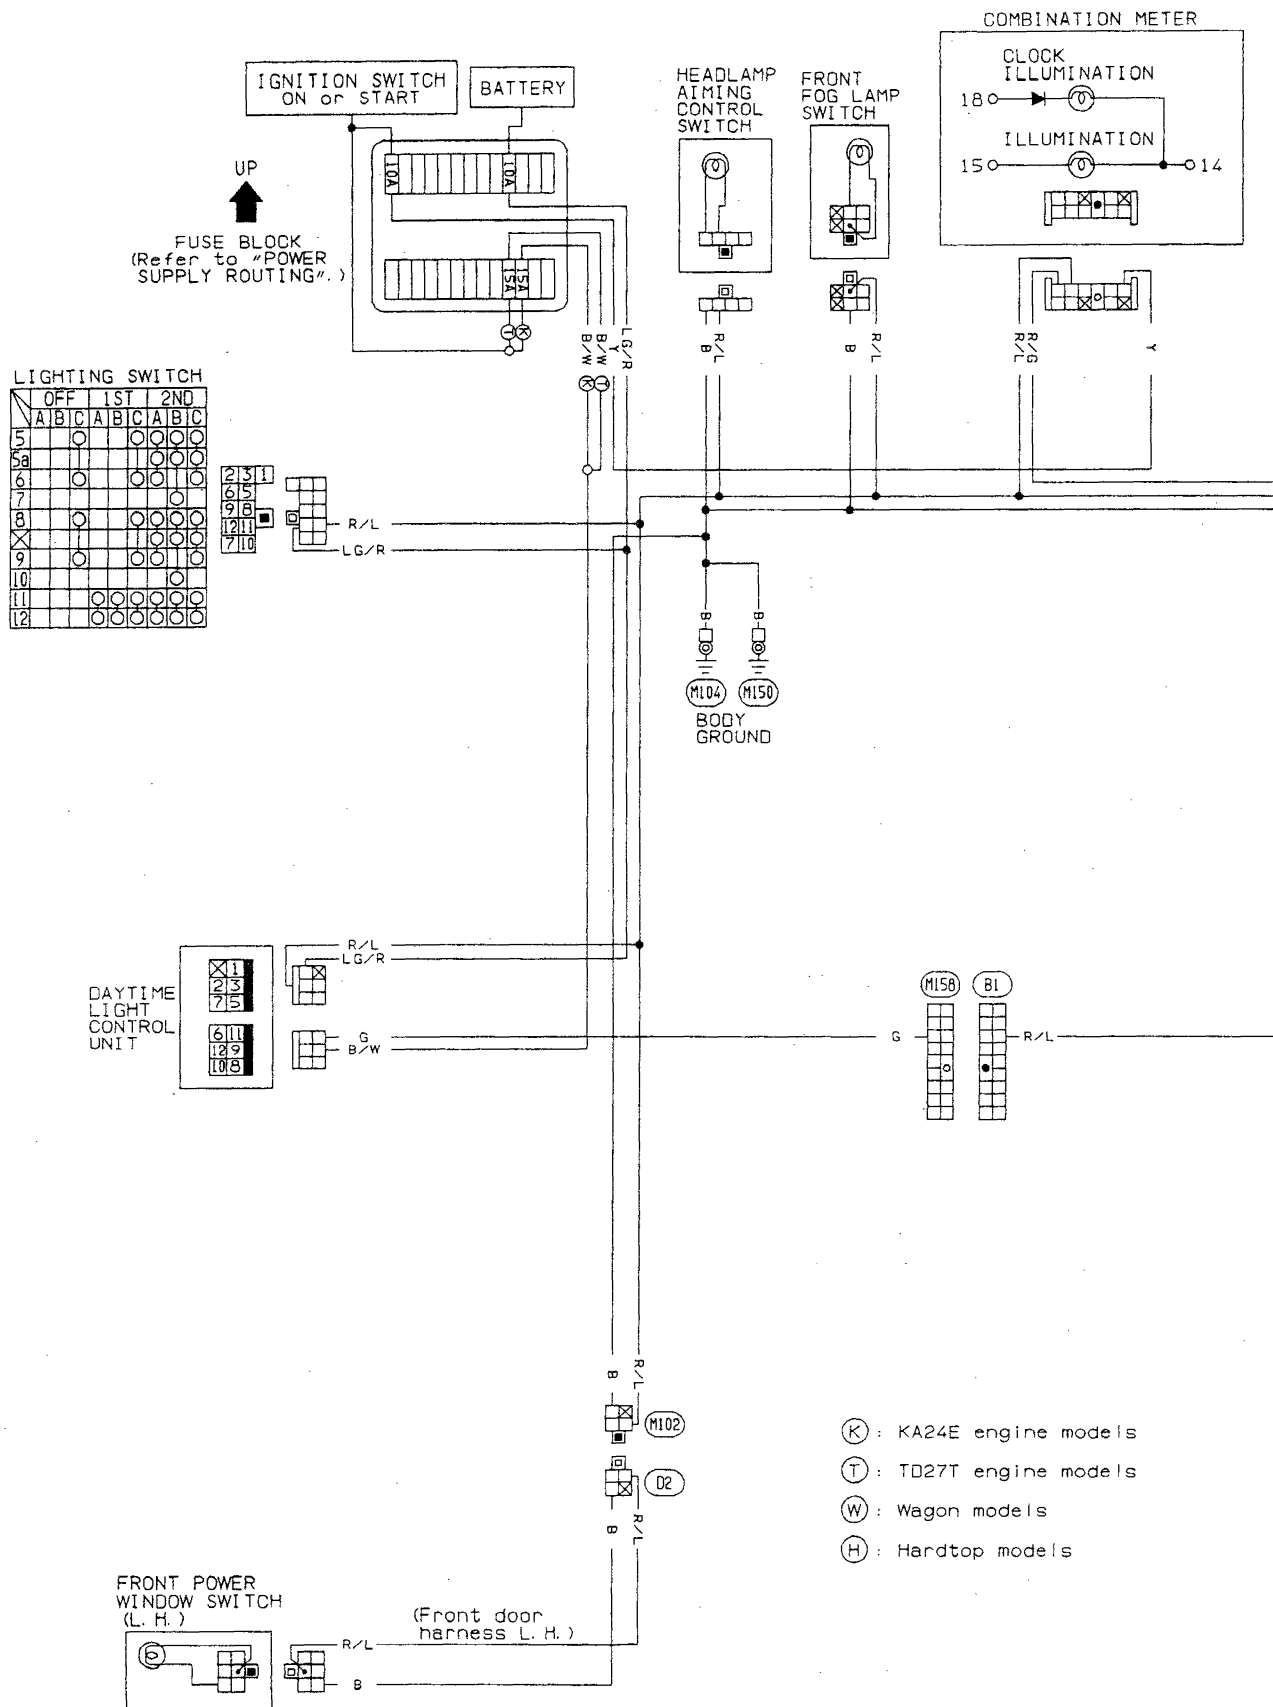 COMBINATION METER
CLOCK
ILLUMINATION
18
ILLUMINATION
15
14
HEADLAMP
AIMING
CONTROL
SWITCH
FRONT
FOG LAMP
SWITCH
IGNITION SWITCH
ON or START
BATTERY
10A
10A
15A
15A
T
K
UP
FUSE BLOCK
(Refer to "POWER
SUPPLY ROUTING".)
B/W
B/W
Y
LG/R
K
T
B
R/L
B
R/L
R/L
R/G
Y
LIGHTING SWITCH
OFF 1ST 2ND
A B C A B C A B C
5
5a
6
7
8
9
10
11
12
2 3 1
6 5
9 8
12 11
7 10
R/L
LG/R
B
B
M104
M150
BODY
GROUND
R/L
LG/R
DAYTIME
LIGHT
CONTROL
UNIT
1
2 3
7 5
6 11
12 9
10 8
G
B/W
G
M158
B1
R/L
B
R/L
M102
D2
B
R/L
K : KA24E engine models
T : TD27T engine models
W : Wagon models
H : Hardtop models
FRONT POWER
WINDOW SWITCH
(L. H.)
(Front door
harness L. H.)
R/L
B